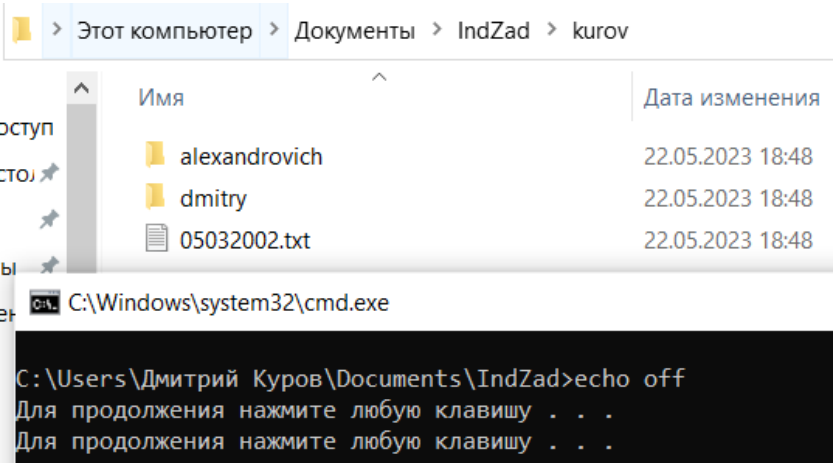 Этот компьютер > Документы > IndZad > kurov
Имя Дата изменения
оступ
alexandrovich 22.05.2023 18:48
dmitry 22.05.2023 18:48
05032002.txt 22.05.2023 18:48
ы
C:\Windows\system32\cmd.exe
C:\Users\Дмитрий Куров\Documents\IndZad>echo off
Для продолжения нажмите любую клавишу . . .
Для продолжения нажмите любую клавишу . . .